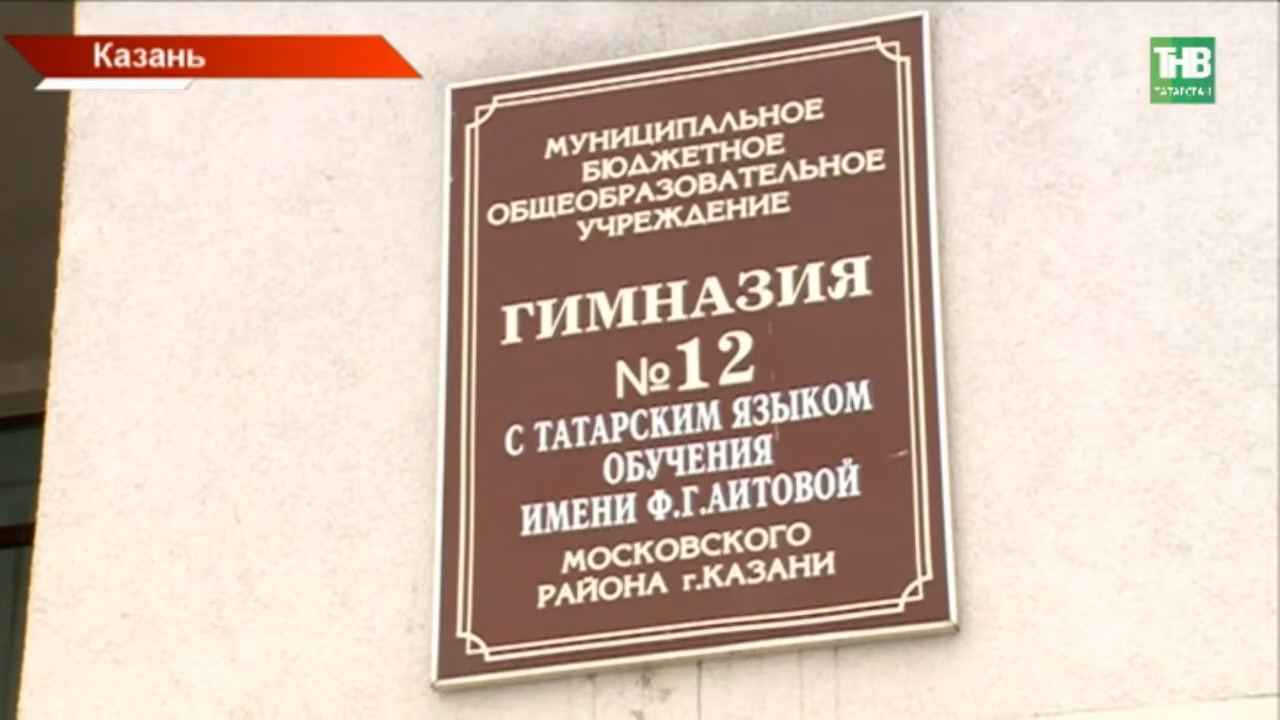 Казань
ТНВ
ТАТАРСТАН
МУНИЦИПАЛЬНОЕ
БЮДЖЕТНОЕ
ОБЩЕОБРАЗОВАТЕЛЬНОЕ
УЧРЕЖДЕНИЕ
ГИМНАЗИЯ
№12
С ТАТАРСКИМ ЯЗЫКОМ
ОБУЧЕНИЯ
ИМЕНИ Ф.Г.АИТОВОЙ
МОСКОВСКОГО
РАЙОНА г.КАЗАНИ